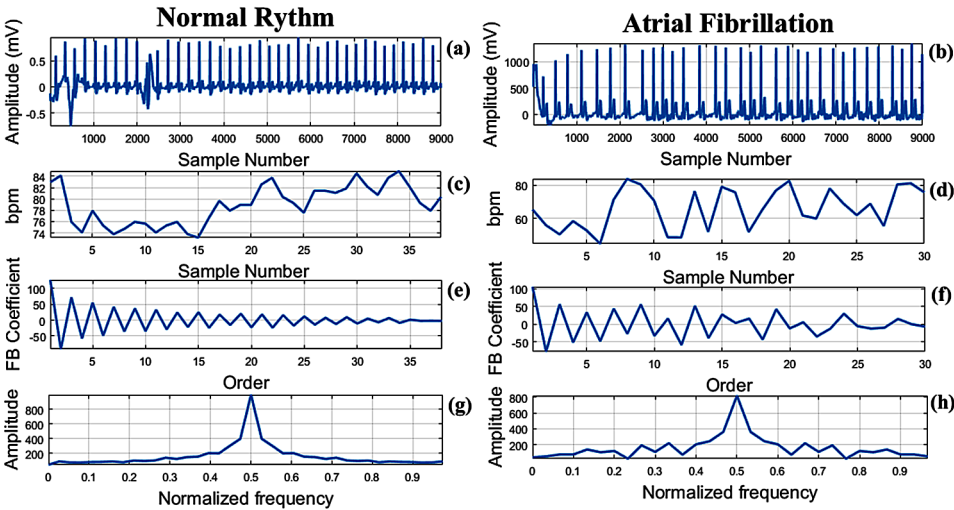 Normal Rythm
Atrial Fibrillation
Amplitude (mV)
0.5
0
-0.5
(a)
1000 2000 3000 4000 5000 6000 7000 8000 9000
Sample Number
Amplitude (mV)
1000
500
0
(b)
1000 2000 3000 4000 5000 6000 7000 8000 9000
Sample Number
bpm
84
82
80
78
76
74
(c)
5 10 15 20 25 30 35
Sample Number
bpm
80
60
(d)
5 10 15 20 25 30
Sample Number
FB Coefficient
100
50
0
-50
(e)
5 10 15 20 25 30 35
Order
FB Coefficient
100
50
0
-50
(f)
5 10 15 20 25 30
Order
Amplitude
800
600
400
200
(g)
0 0.1 0.2 0.3 0.4 0.5 0.6 0.7 0.8 0.9
Normalized frequency
Amplitude
800
600
400
200
(h)
0 0.1 0.2 0.3 0.4 0.5 0.6 0.7 0.8 0.9
Normalized frequency